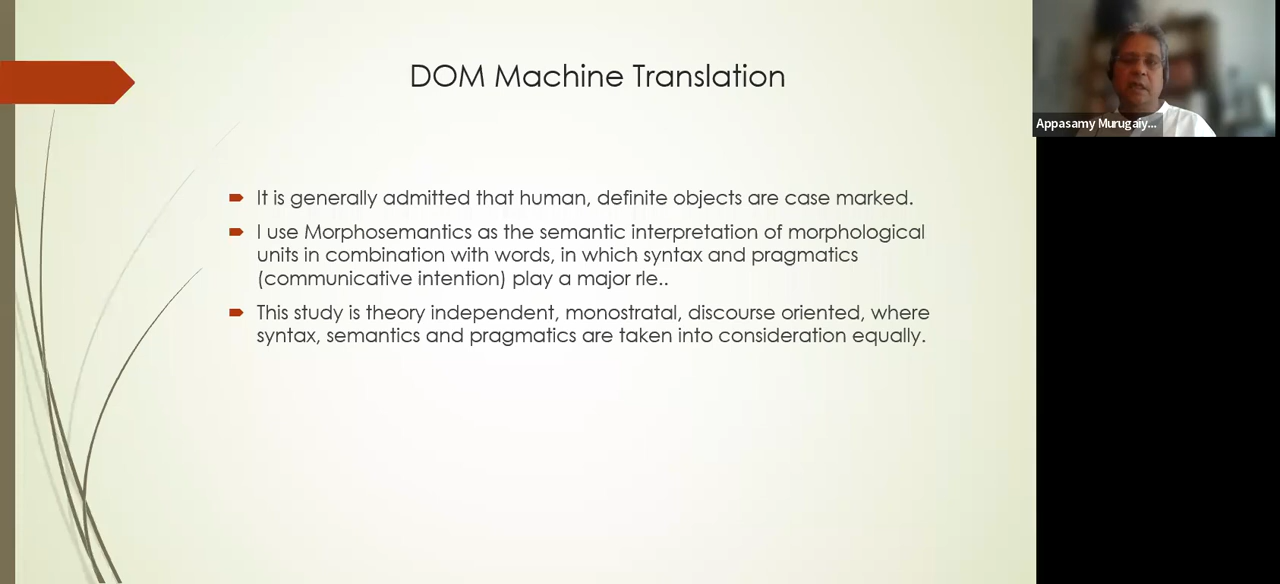 DOM Machine Translation
It is generally admitted that human, definite objects are case marked.
I use Morphosemantics as the semantic interpretation of morphological
units in combination with words, in which syntax and pragmatics
(communicative intention) play a major rle..
This study is theory independent, monostratal, discourse oriented, where
syntax, semantics and pragmatics are taken into consideration equally.
Appasamy Murugaiy...